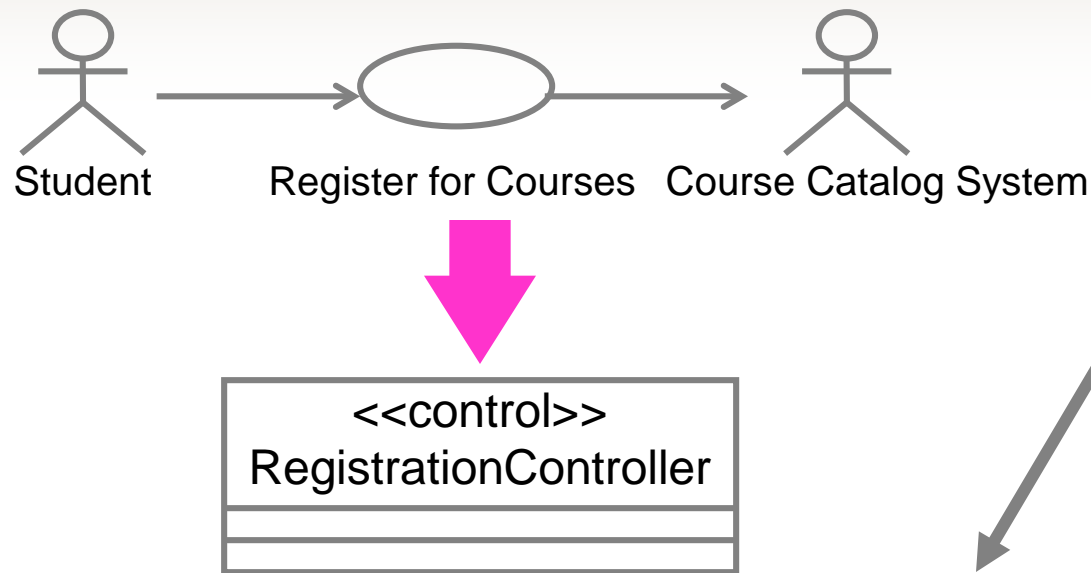 Student
Register for Courses
Course Catalog System
<<control>>
RegistrationController